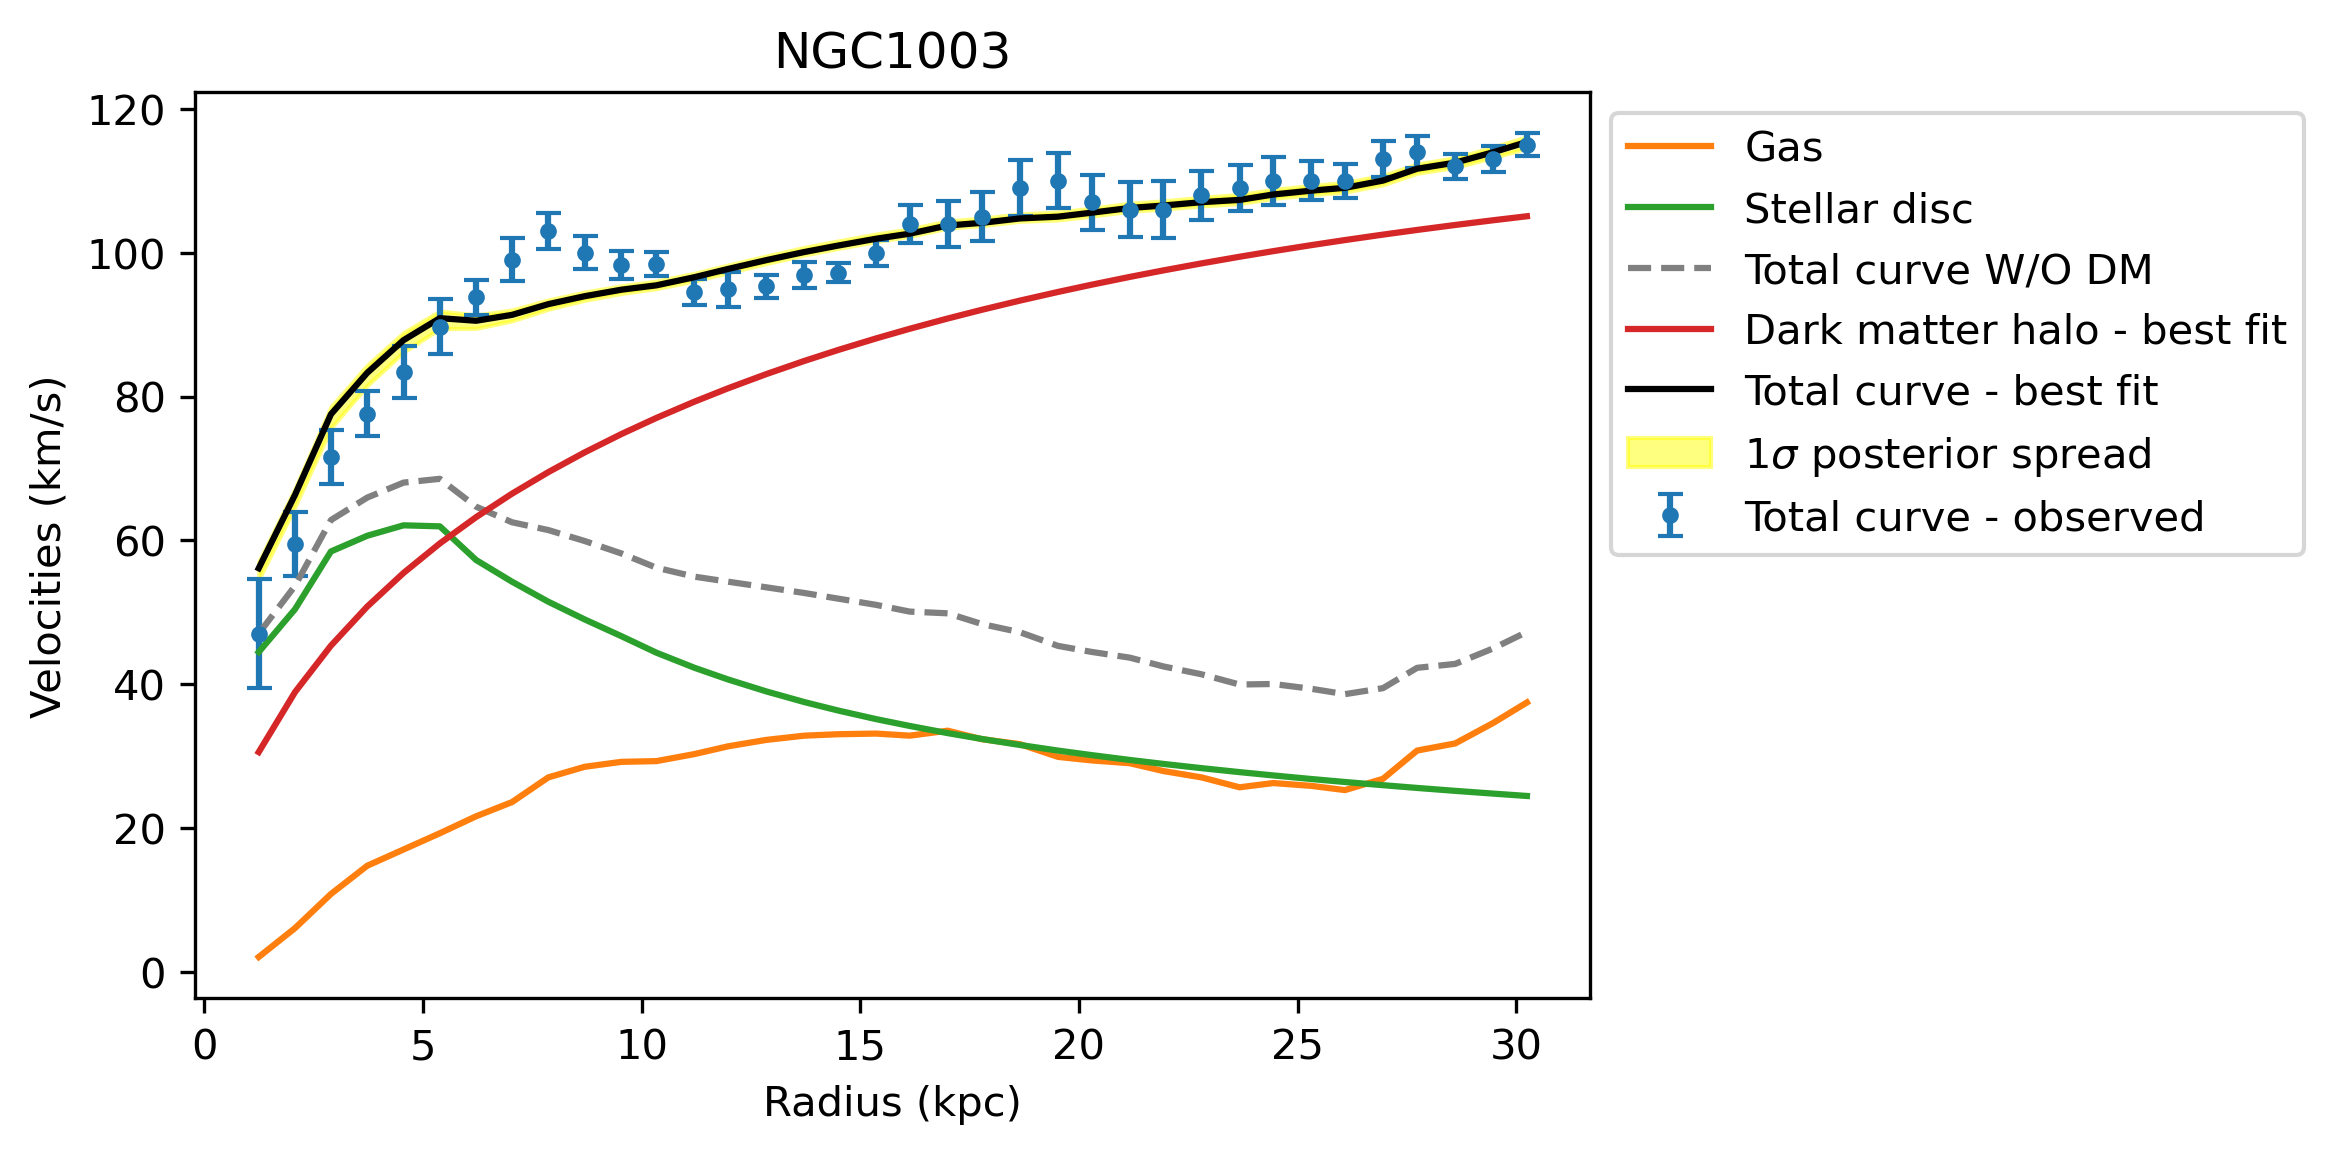 NGC1003
Velocities (km/s)
120
100
80
60
40
20
0
0 5 10 15 20 25 30
Radius (kpc)
Gas
Stellar disc
Total curve W/O DM
Dark matter halo - best fit
Total curve - best fit
1σ posterior spread
Total curve - observed